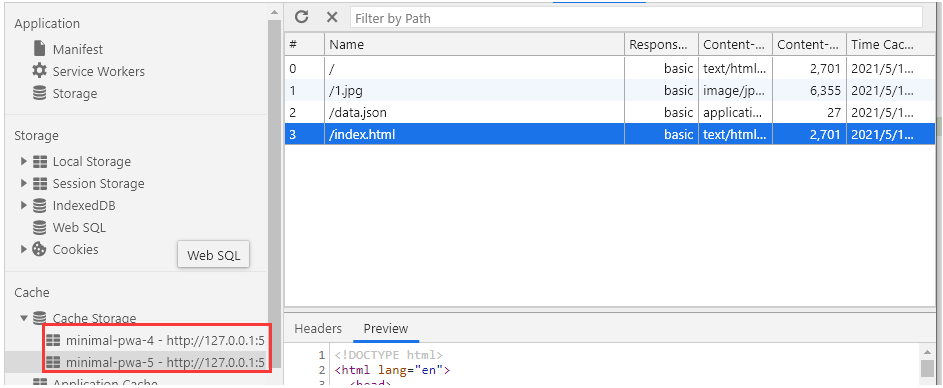 Application
Manifest
Service Workers
Storage
Storage
Local Storage
Session Storage
IndexedDB
Web SQL
Cookies
Web SQL
Cache
Cache Storage
minimal-pwa-4 - http://127.0.0.1:5
minimal-pwa-5 - http://127.0.0.1:5
Application Cache
Filter by Path
# Name Respons... Content-... Content-... Time Cac...
0 / basic text/html... 2,701 2021/5/1...
1 /1.jpg basic image/jp... 6,355 2021/5/1...
2 /data.json basic applicati... 27 2021/5/1...
3 /index.html basic text/html... 2,701 2021/5/1...
Headers Preview
1 <!DOCTYPE html>
2 <html lang="en">
3 <head>